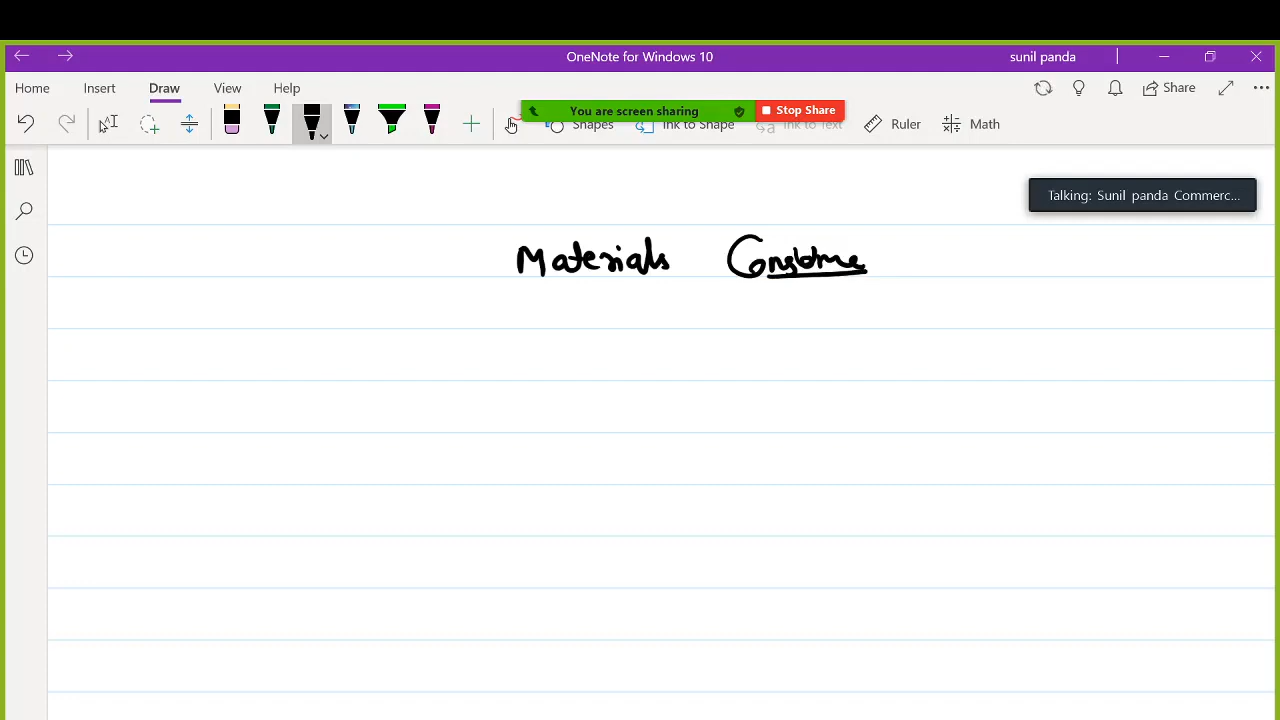 OneNote for Windows 10
sunil panda
Home Insert Draw View Help
Share
You are screen sharing Stop Share
Shapes Ink to Shape Ink to Text Ruler Math
Talking: Sunil panda Commerc...
Materials